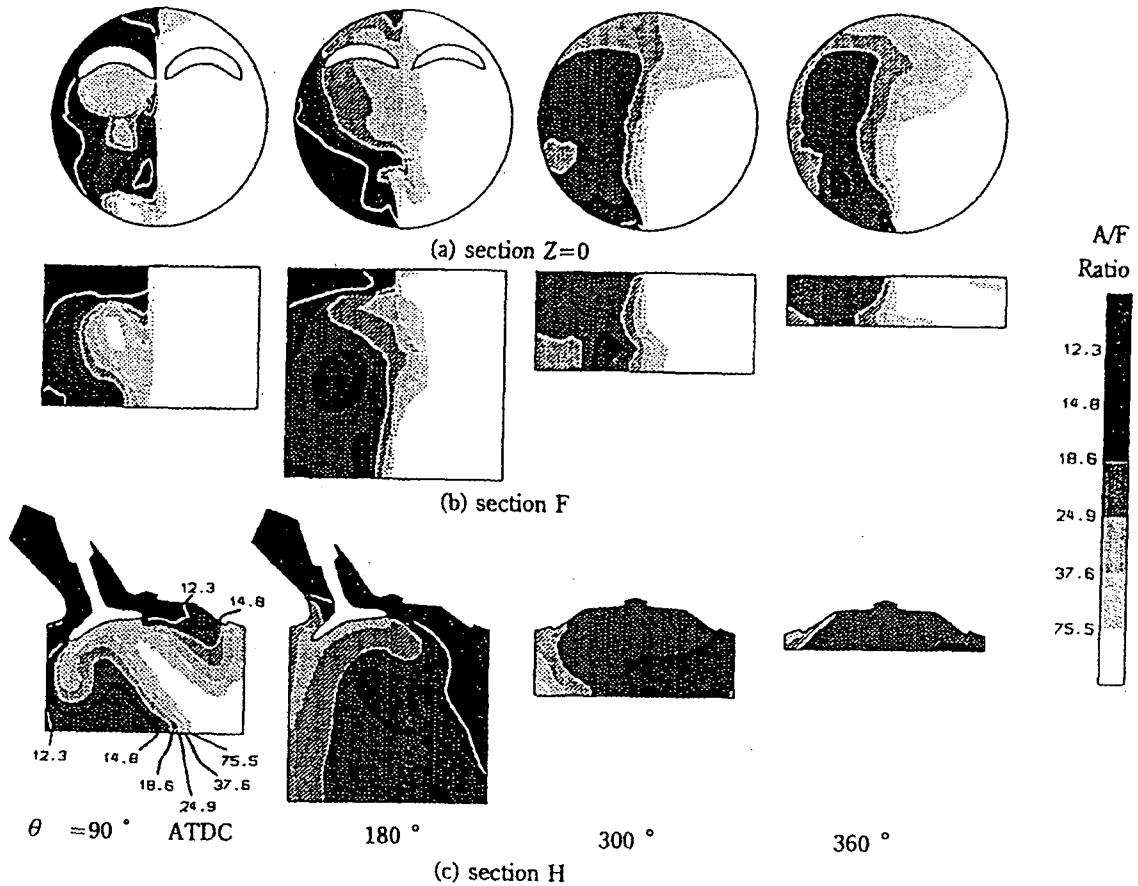 (a) section Z=0
A/F
Ratio
12.3
14.8
18.6
24.9
37.6
75.5
(b) section F
12.3
14.8
12.3
14.8
75.5
18.6
37.6
24.9
θ =90 ° ATDC
180 °
300 °
360 °
(c) section H